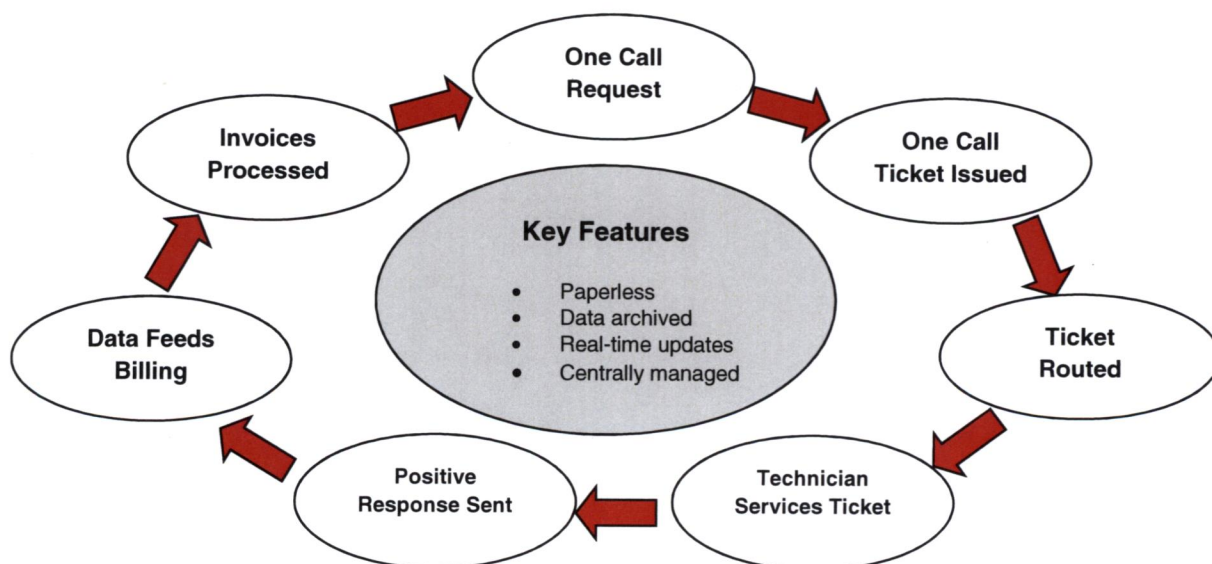 One Call
Request
One Call
Ticket Issued
Ticket
Routed
Technician
Services Ticket
Positive
Response Sent
Data Feeds
Billing
Invoices
Processed
Key Features
• Paperless
• Data archived
• Real-time updates
• Centrally managed